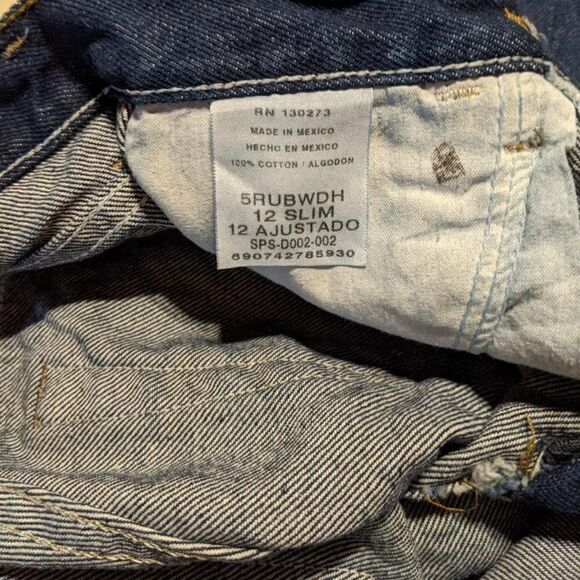 RN 130273
MADE IN MEXICO
HECHO EN MEXICO
100% COTTON / ALGODON
5RUBWDH
12 SLIM
12 AJUSTADO
SPS-D002-002
690742785930